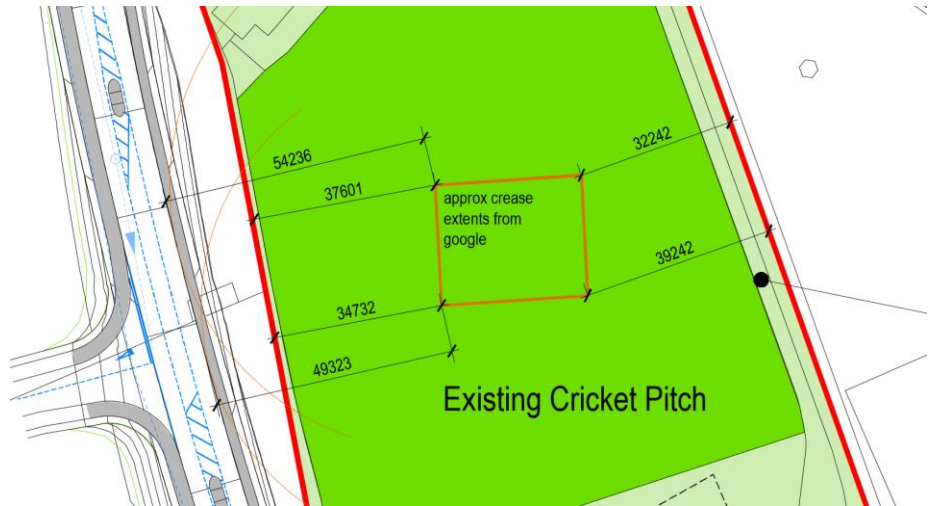 54236
32242
37601
approx crease
extents from
google
39242
34732
49323
Existing Cricket Pitch